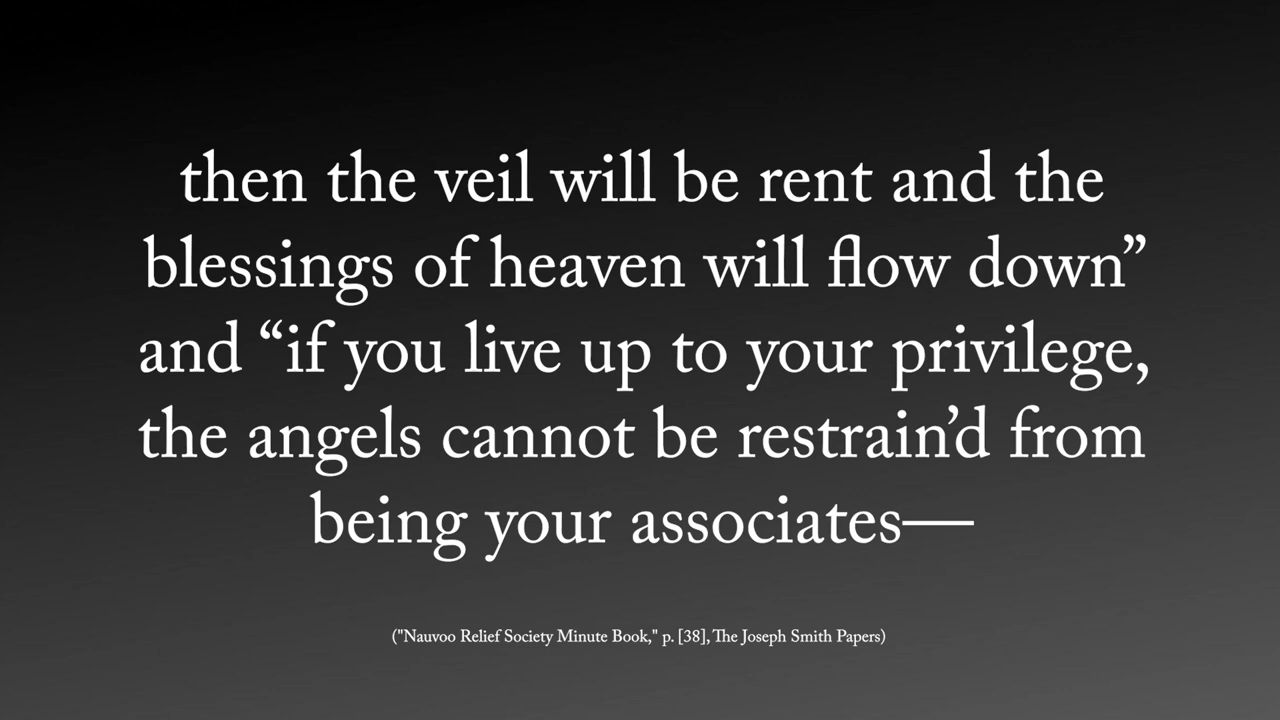 then the veil will be rent and the
blessings of heaven will flow down”
and “if you live up to your privilege,
the angels cannot be restrain’d from
being your associates—
("Nauvoo Relief Society Minute Book," p. [38], The Joseph Smith Papers)